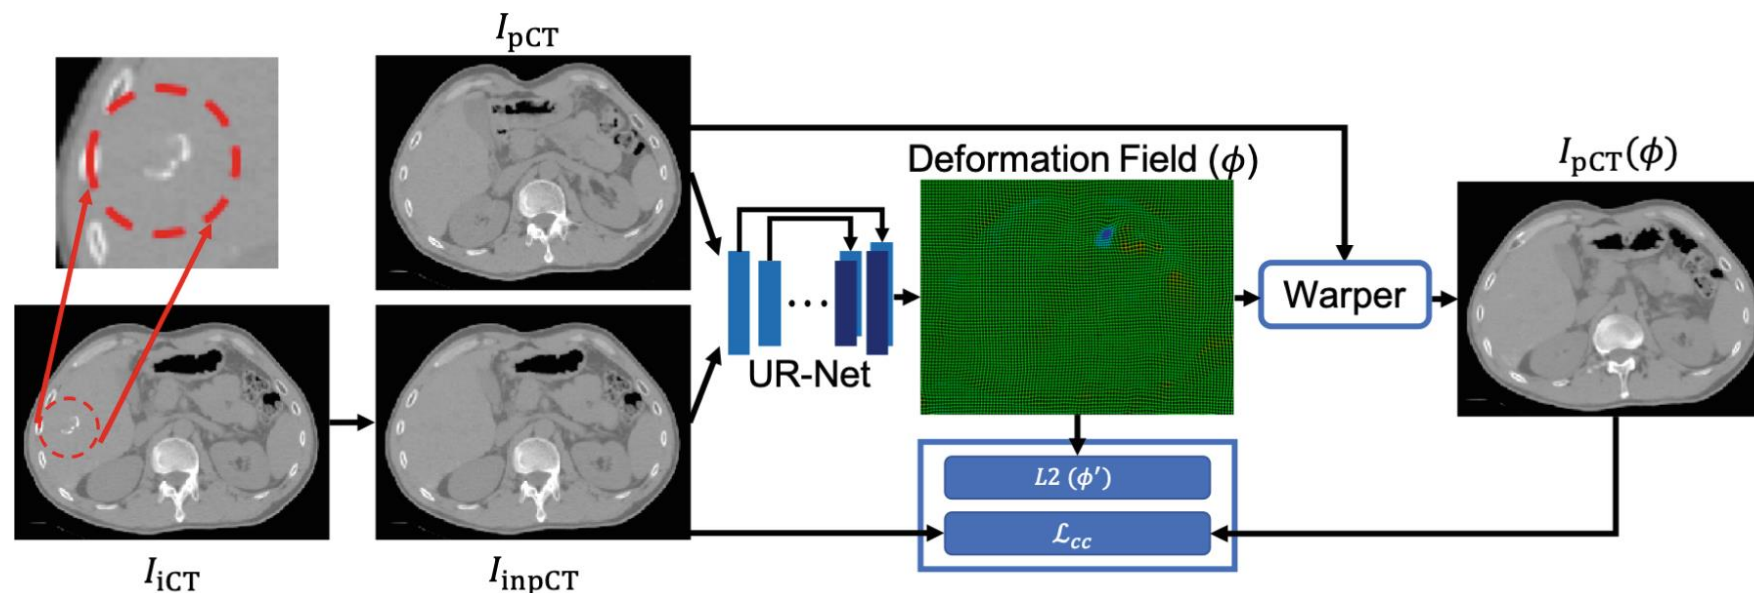 I_pCT
Deformation Field (ϕ)
I_pCT(ϕ)
Warper
UR-Net
L2 (ϕ′)
ℒ_cc
I_iCT
I_inpCT